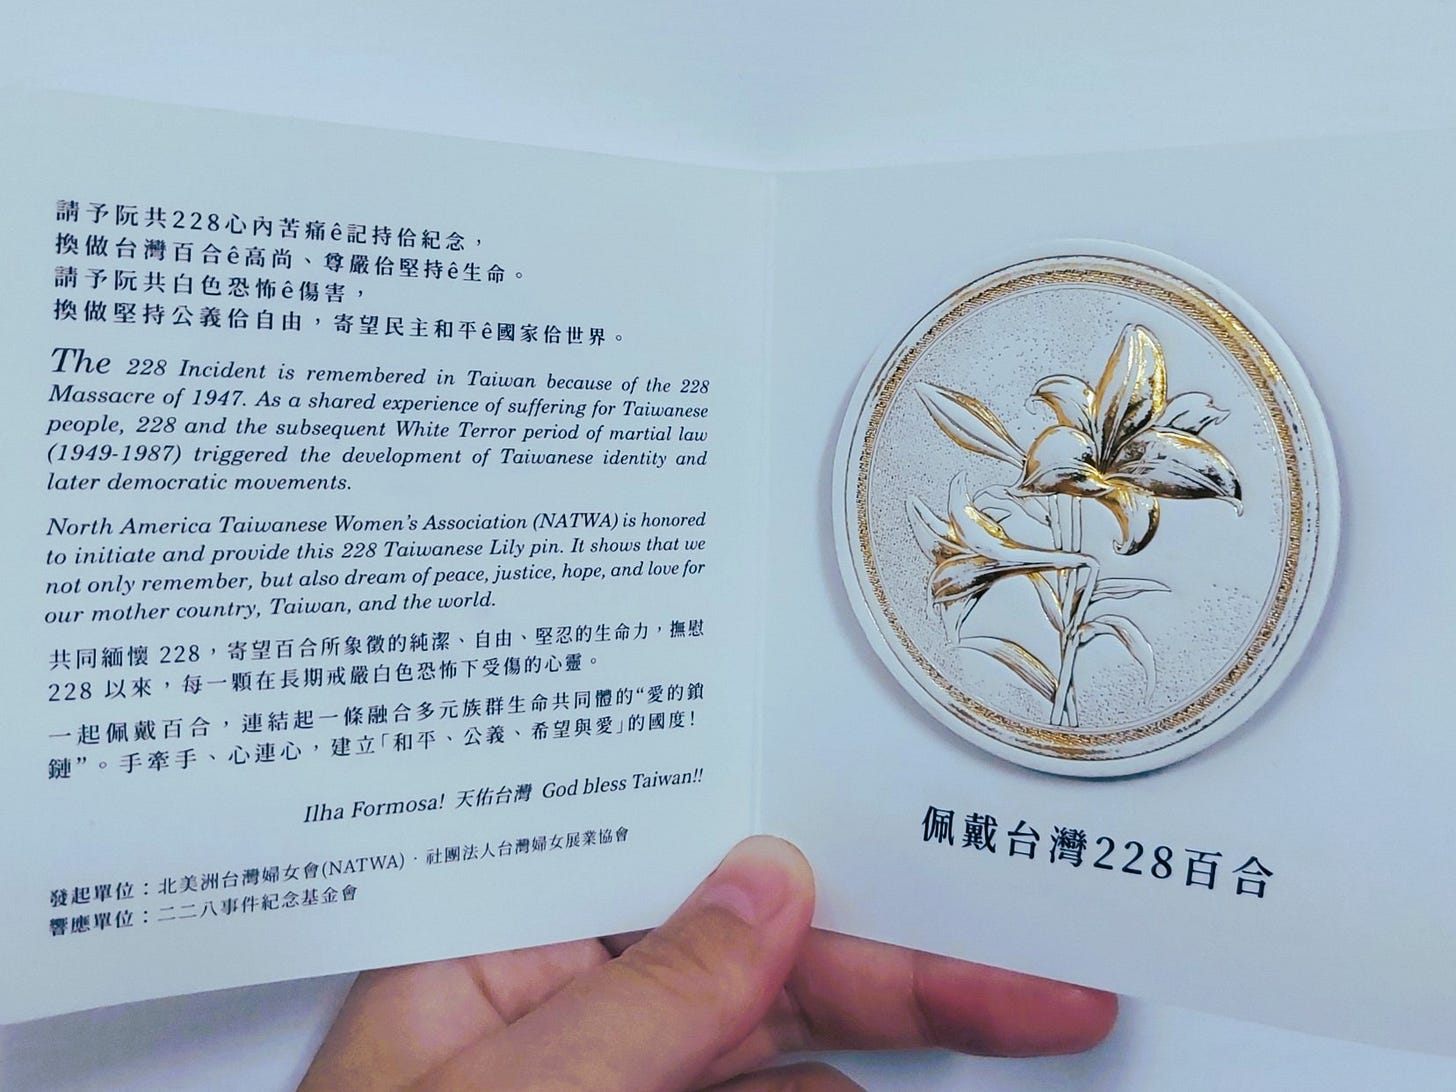 請予阮共228心內苦痛ê記持佮紀念，
換做台灣百合ê高尚、尊嚴佮堅持ê生命。
請予阮共白色恐怖ê傷害，
換做堅持公義佮自由，寄望民主和平ê國家佮世界。
The 228 Incident is remembered in Taiwan because of the 228
Massacre of 1947. As a shared experience of suffering for Taiwanese
people, 228 and the subsequent White Terror period of martial law
(1949-1987) triggered the development of Taiwanese identity and
later democratic movements.
North America Taiwanese Women's Association (NATWA) is honored
to initiate and provide this 228 Taiwanese Lily pin. It shows that we
not only remember, but also dream of peace, justice, hope, and love for
our mother country, Taiwan, and the world.
共同緬懷 228，寄望百合所象徵的純潔、自由、堅忍的生命力，撫慰
228 以來，每一顆在長期戒嚴白色恐怖下受傷的心靈。
一起佩戴百合，連結起一條融合多元族群生命共同體的“愛的鎖
鏈”。手牽手、心連心，建立「和平、公義、希望與愛」的國度！
Ilha Formosa! 天佑台灣 God bless Taiwan!!
發起單位：北美洲台灣婦女會(NATWA)．社團法人台灣婦女展業協會
響應單位：二二八事件紀念基金會
佩戴台灣228百合